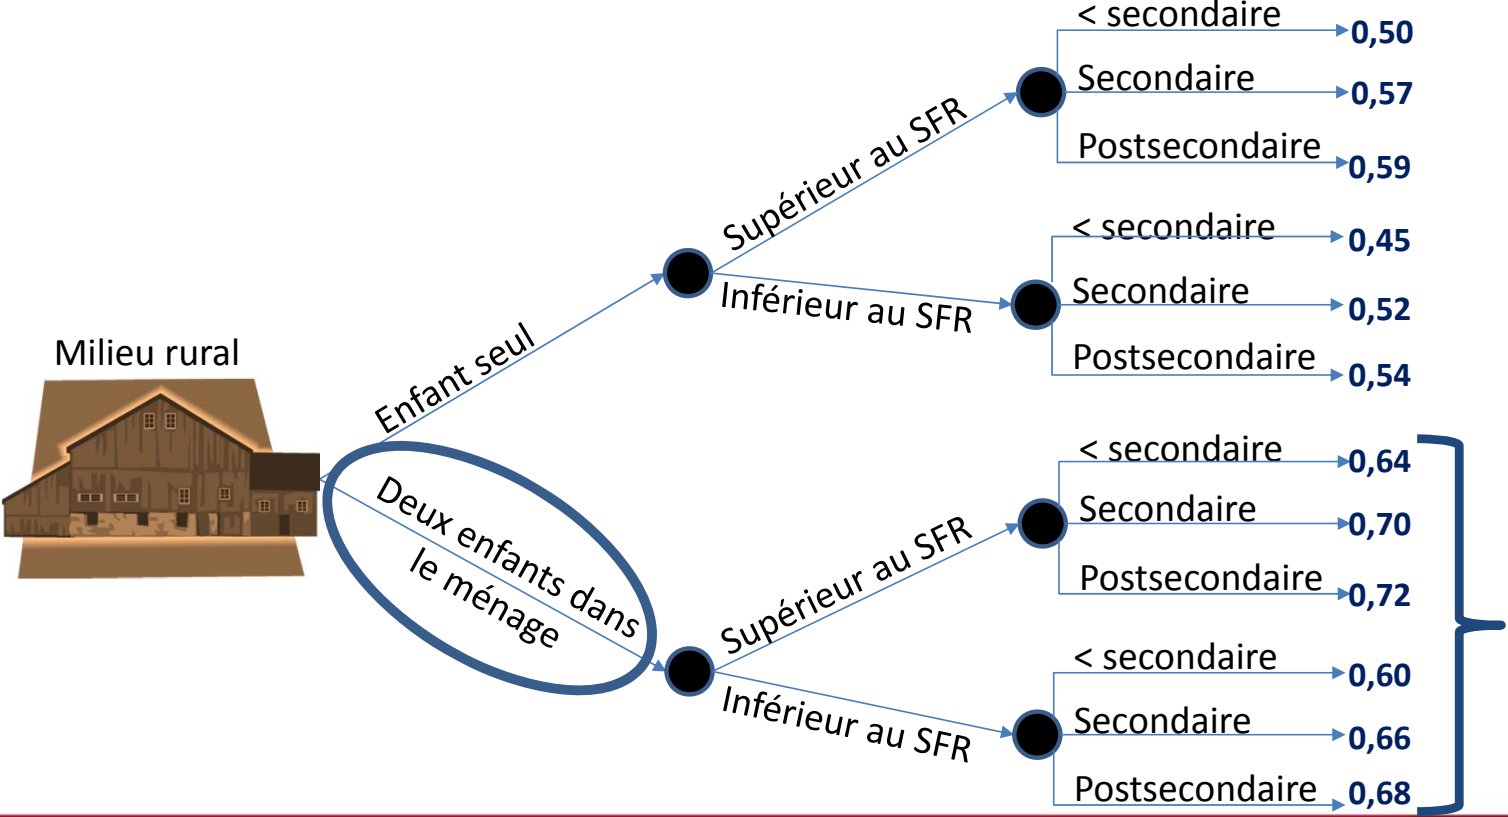 Milieu rural
Enfant seul
Supérieur au SFR
< secondaire
0,50
Secondaire
0,57
Postsecondaire
0,59
Inférieur au SFR
< secondaire
0,45
Secondaire
0,52
Postsecondaire
0,54
Deux enfants dans
le ménage
Supérieur au SFR
< secondaire
0,64
Secondaire
0,70
Postsecondaire
0,72
Inférieur au SFR
< secondaire
0,60
Secondaire
0,66
Postsecondaire
0,68